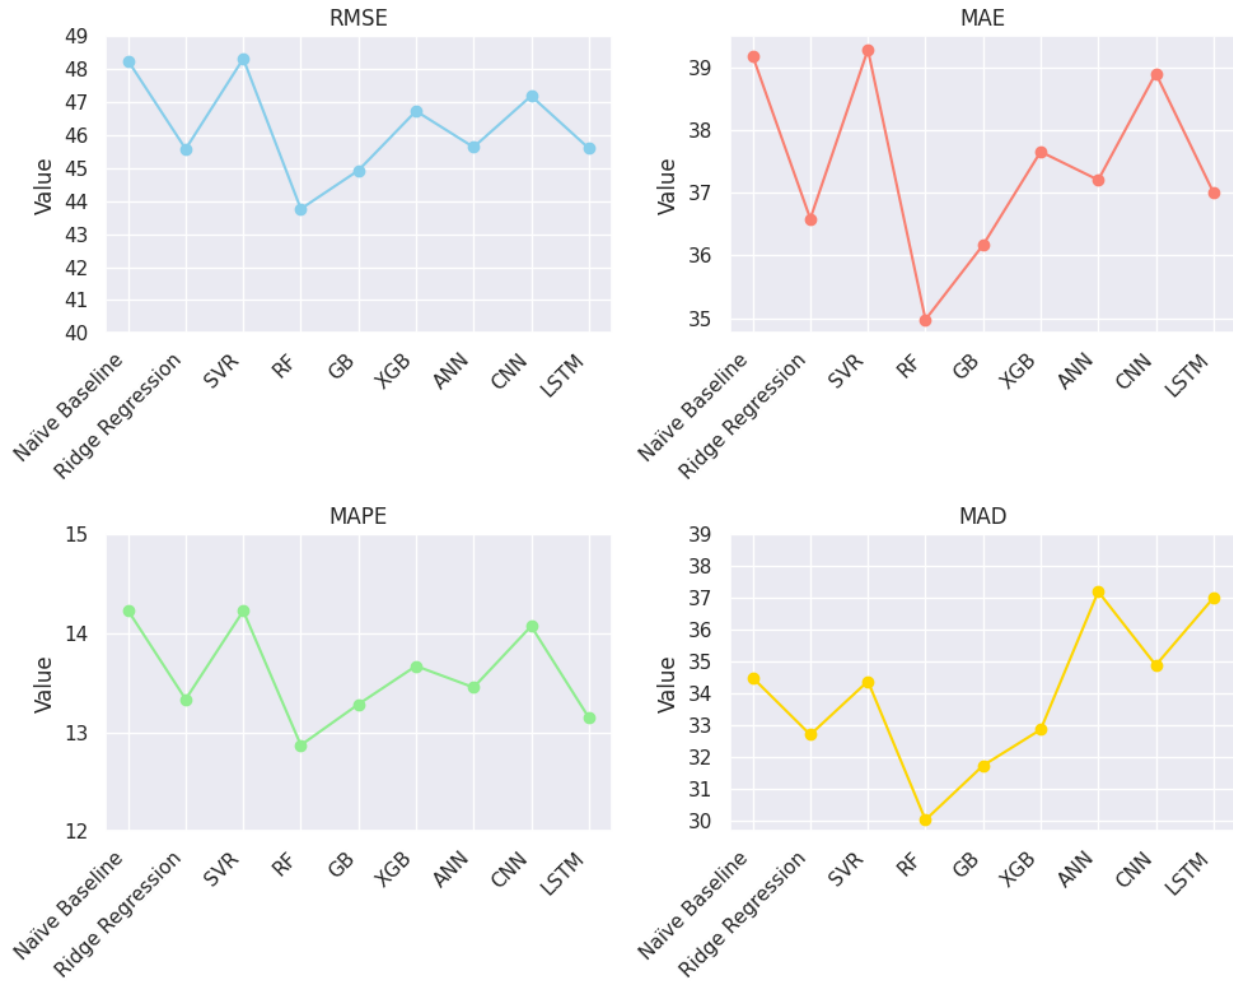 RMSE
Value
49
48
47
46
45
44
43
42
41
40
Naïve Baseline
Ridge Regression
SVR
RF
GB
XGB
ANN
CNN
LSTM
MAE
Value
39
38
37
36
35
Naïve Baseline
Ridge Regression
SVR
RF
GB
XGB
ANN
CNN
LSTM
MAPE
Value
15
14
13
12
Naïve Baseline
Ridge Regression
SVR
RF
GB
XGB
ANN
CNN
LSTM
MAD
Value
39
38
37
36
35
34
33
32
31
30
Naïve Baseline
Ridge Regression
SVR
RF
GB
XGB
ANN
CNN
LSTM